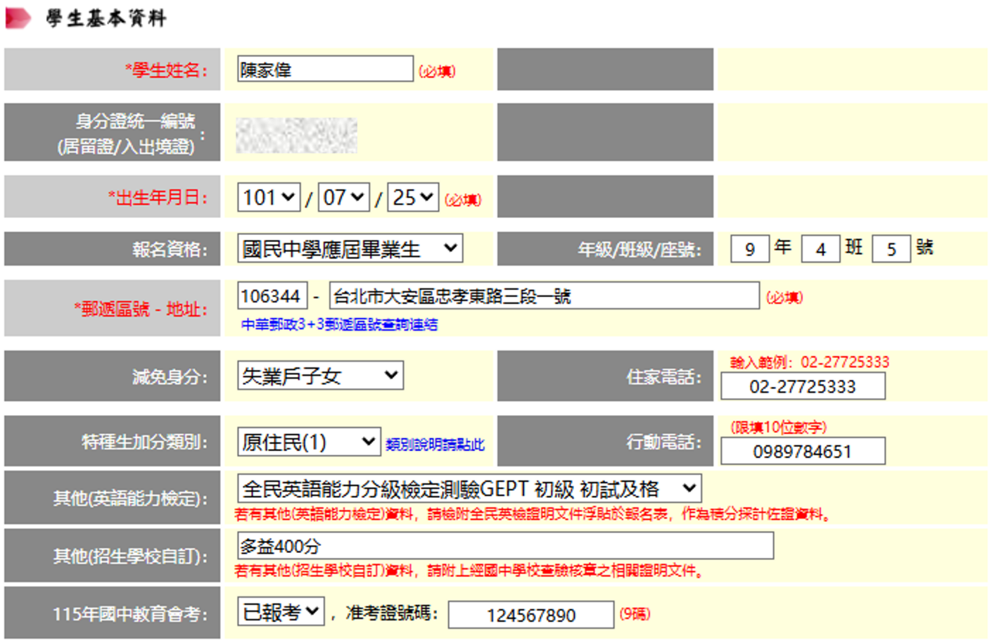 學生基本資料
*學生姓名： 陳家偉 (必填)
身分證統一編號
(居留證/入出境證) ：
*出生年月日： 101 / 07 / 25 (必填)
報名資格： 國民中學應屆畢業生 年級/班級/座號： 9 年 4 班 5 號
*郵遞區號 - 地址： 106344 - 台北市大安區忠孝東路三段一號 (必填)
中華郵政3+3郵遞區號查詢連結
減免身分： 失業戶子女 住家電話： 輸入範例：02-27725333
02-27725333
特種生加分類別： 原住民(1) 類別說明請點此 行動電話： (限填10位數字)
0989784651
其他(英語能力檢定)： 全民英語能力分級檢定測驗GEPT 初級 初試及格
若有其他(英語能力檢定)資料，請檢附全民英檢證明文件浮貼於報名表，作為積分採計佐證資料。
其他(招生學校自訂)： 多益400分
若有其他(招生學校自訂)資料，請附上經國中學校查驗核章之相關證明文件。
115年國中教育會考： 已報考 ，准考證號碼： 124567890 (9碼)